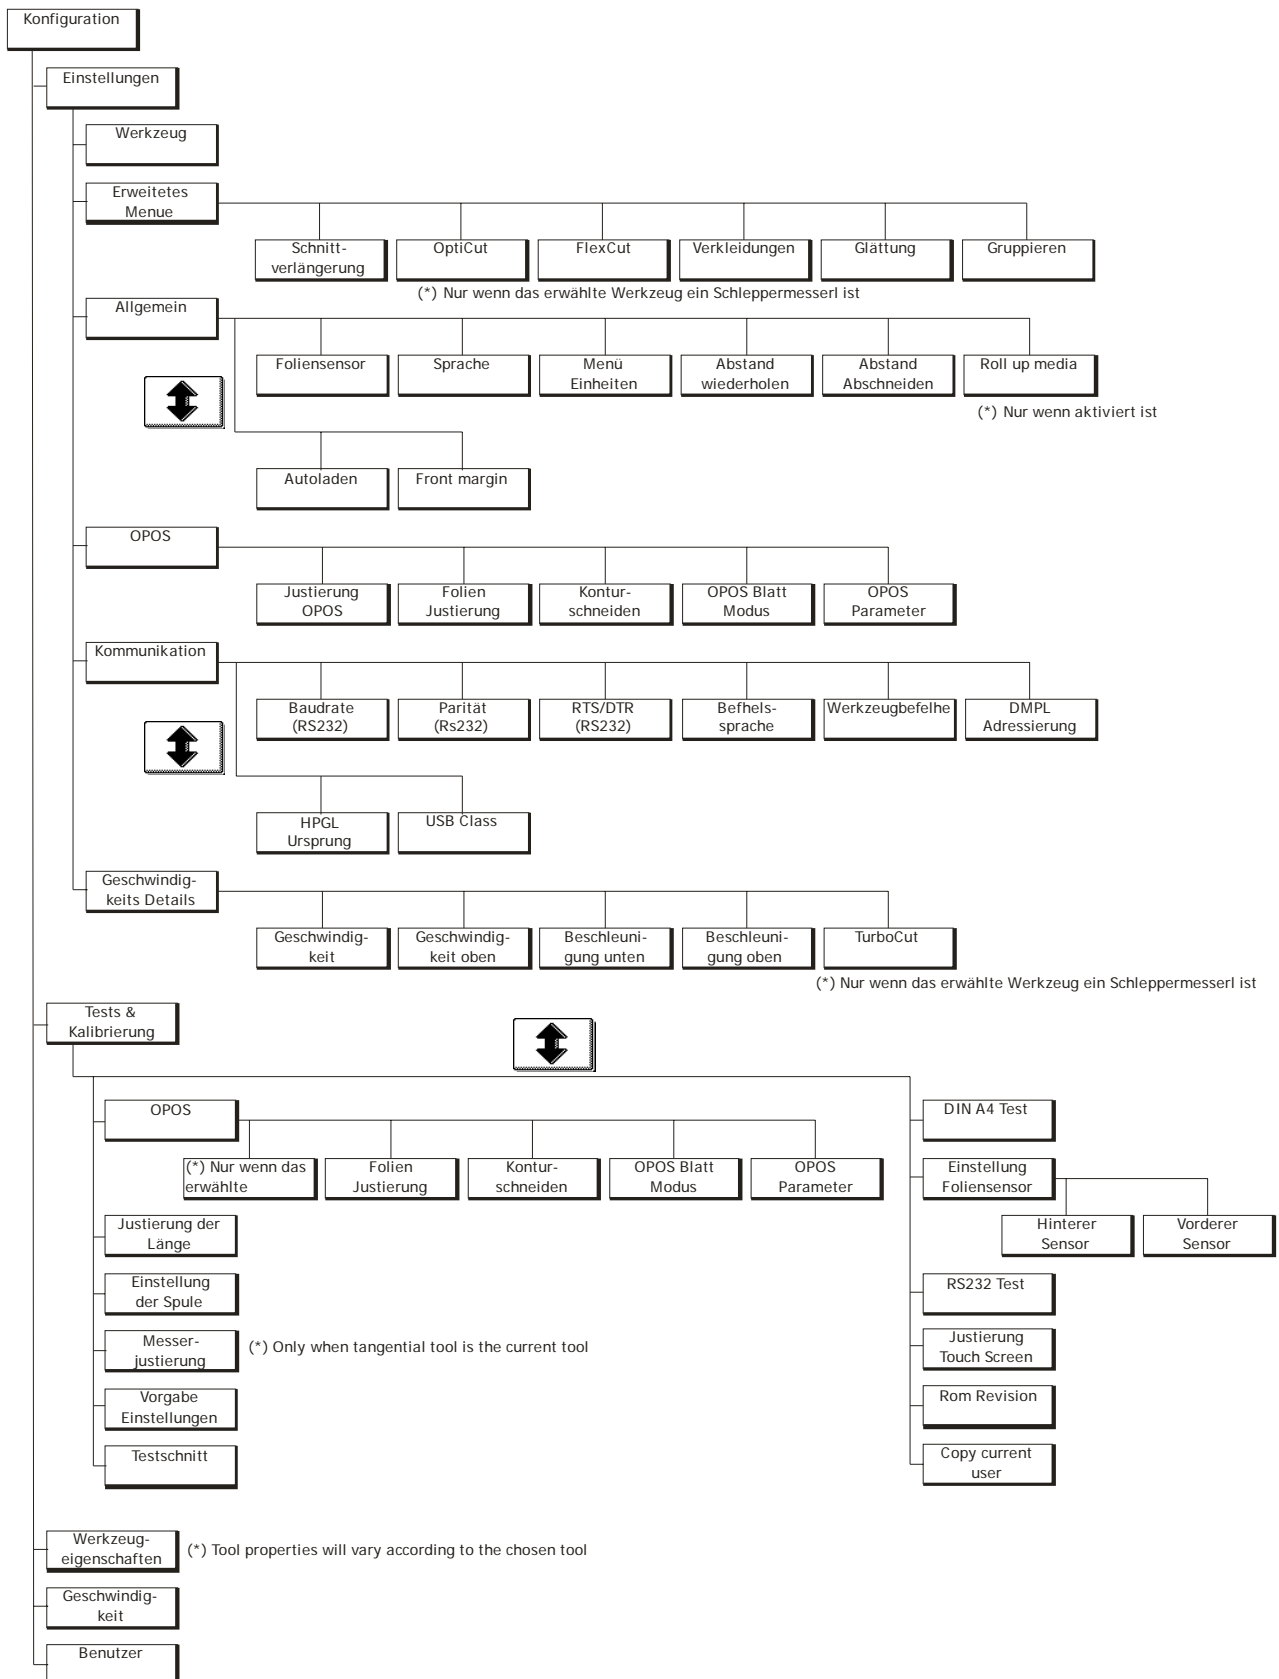 Konfiguration
Einstellungen
Werkzeug
Erweitetes
Menue
Schnitt-
verlängerung
OptiCut
FlexCut
Verkleidungen
Glättung
Gruppieren
(*) Nur wenn das erwählte Werkzeug ein Schleppermesserl ist
Allgemein
Foliensensor
Sprache
Menü
Einheiten
Abstand
wiederholen
Abstand
Abschneiden
Roll up media
(*) Nur wenn aktiviert ist
Autoladen
Front margin
OPOS
Justierung
OPOS
Folien
Justierung
Kontur-
schneiden
OPOS Blatt
Modus
OPOS
Parameter
Kommunikation
Baudrate
(RS232)
Parität
(Rs232)
RTS/DTR
(RS232)
Befhels-
sprache
Werkzeugbefelhe
DMPL
Adressierung
HPGL
Ursprung
USB Class
Geschwindig-
keits Details
Geschwindig-
keit
Geschwindig-
keit oben
Beschleuni-
gung unten
Beschleuni-
gung oben
TurboCut
(*) Nur wenn das erwählte Werkzeug ein Schleppermesserl ist
Tests &
Kalibrierung
OPOS
(*) Nur wenn das
erwählte
Folien
Justierung
Kontur-
schneiden
OPOS Blatt
Modus
OPOS
Parameter
Justierung der
Länge
Einstellung
der Spule
Messer-
justierung
(*) Only when tangential tool is the current tool
Vorgabe
Einstellungen
Testschnitt
DIN A4 Test
Einstellung
Foliensensor
Hinterer
Sensor
Vorderer
Sensor
RS232 Test
Justierung
Touch Screen
Rom Revision
Copy current
user
Werkzeug-
eigenschaften
(*) Tool properties will vary according to the chosen tool
Geschwindig-
keit
Benutzer